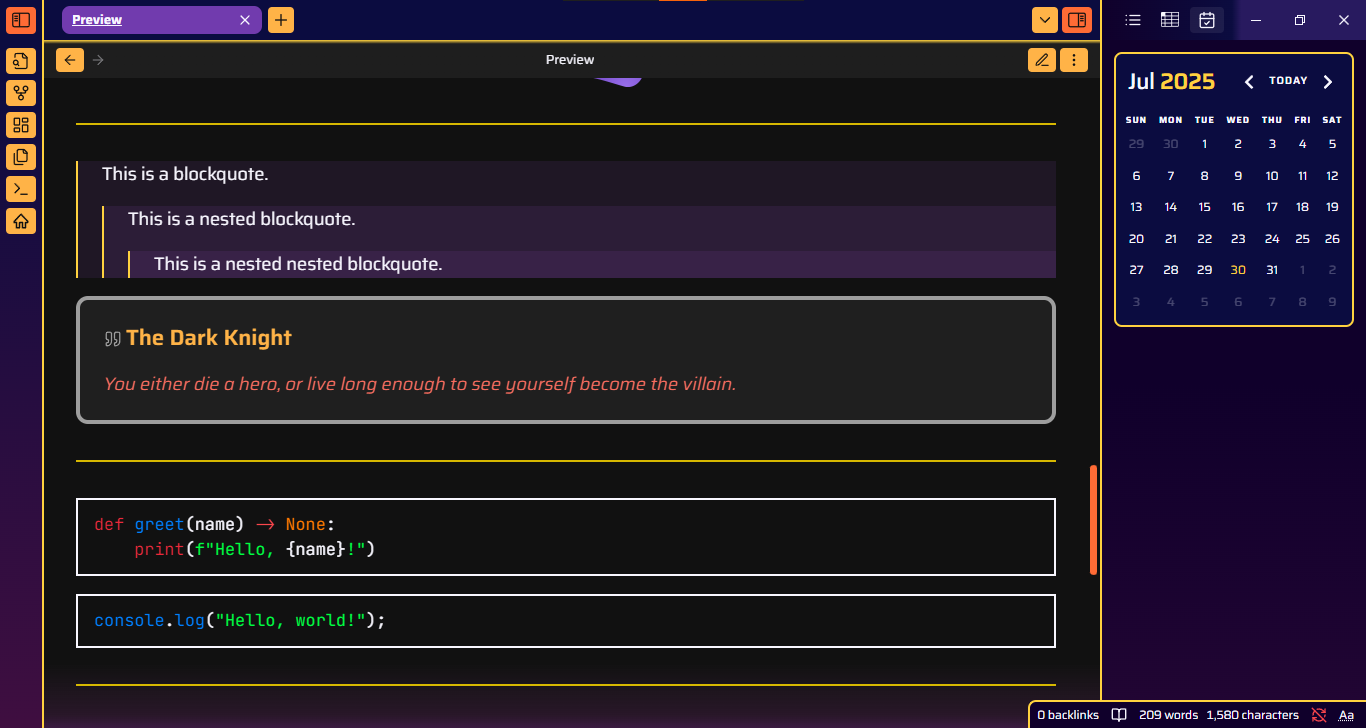 Preview
Preview
This is a blockquote.
This is a nested blockquote.
This is a nested nested blockquote.
The Dark Knight
You either die a hero, or live long enough to see yourself become the villain.
def greet(name) -> None:
    print(f"Hello, {name}!")
console.log("Hello, world!");
Jul 2025
TODAY
SUN MON TUE WED THU FRI SAT
29 30 1 2 3 4 5
6 7 8 9 10 11 12
13 14 15 16 17 18 19
20 21 22 23 24 25 26
27 28 29 30 31 1 2
3 4 5 6 7 8 9
0 backlinks 209 words 1,580 characters Aa